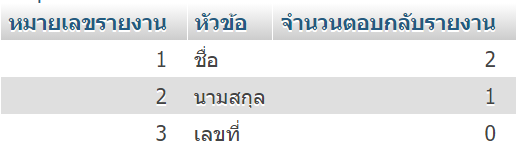 หมายเลขรายงาน หัวข้อ จำนวนตอบกลับรายงาน
1 ชื่อ 2
2 นามสกุล 1
3 เลขที่ 0